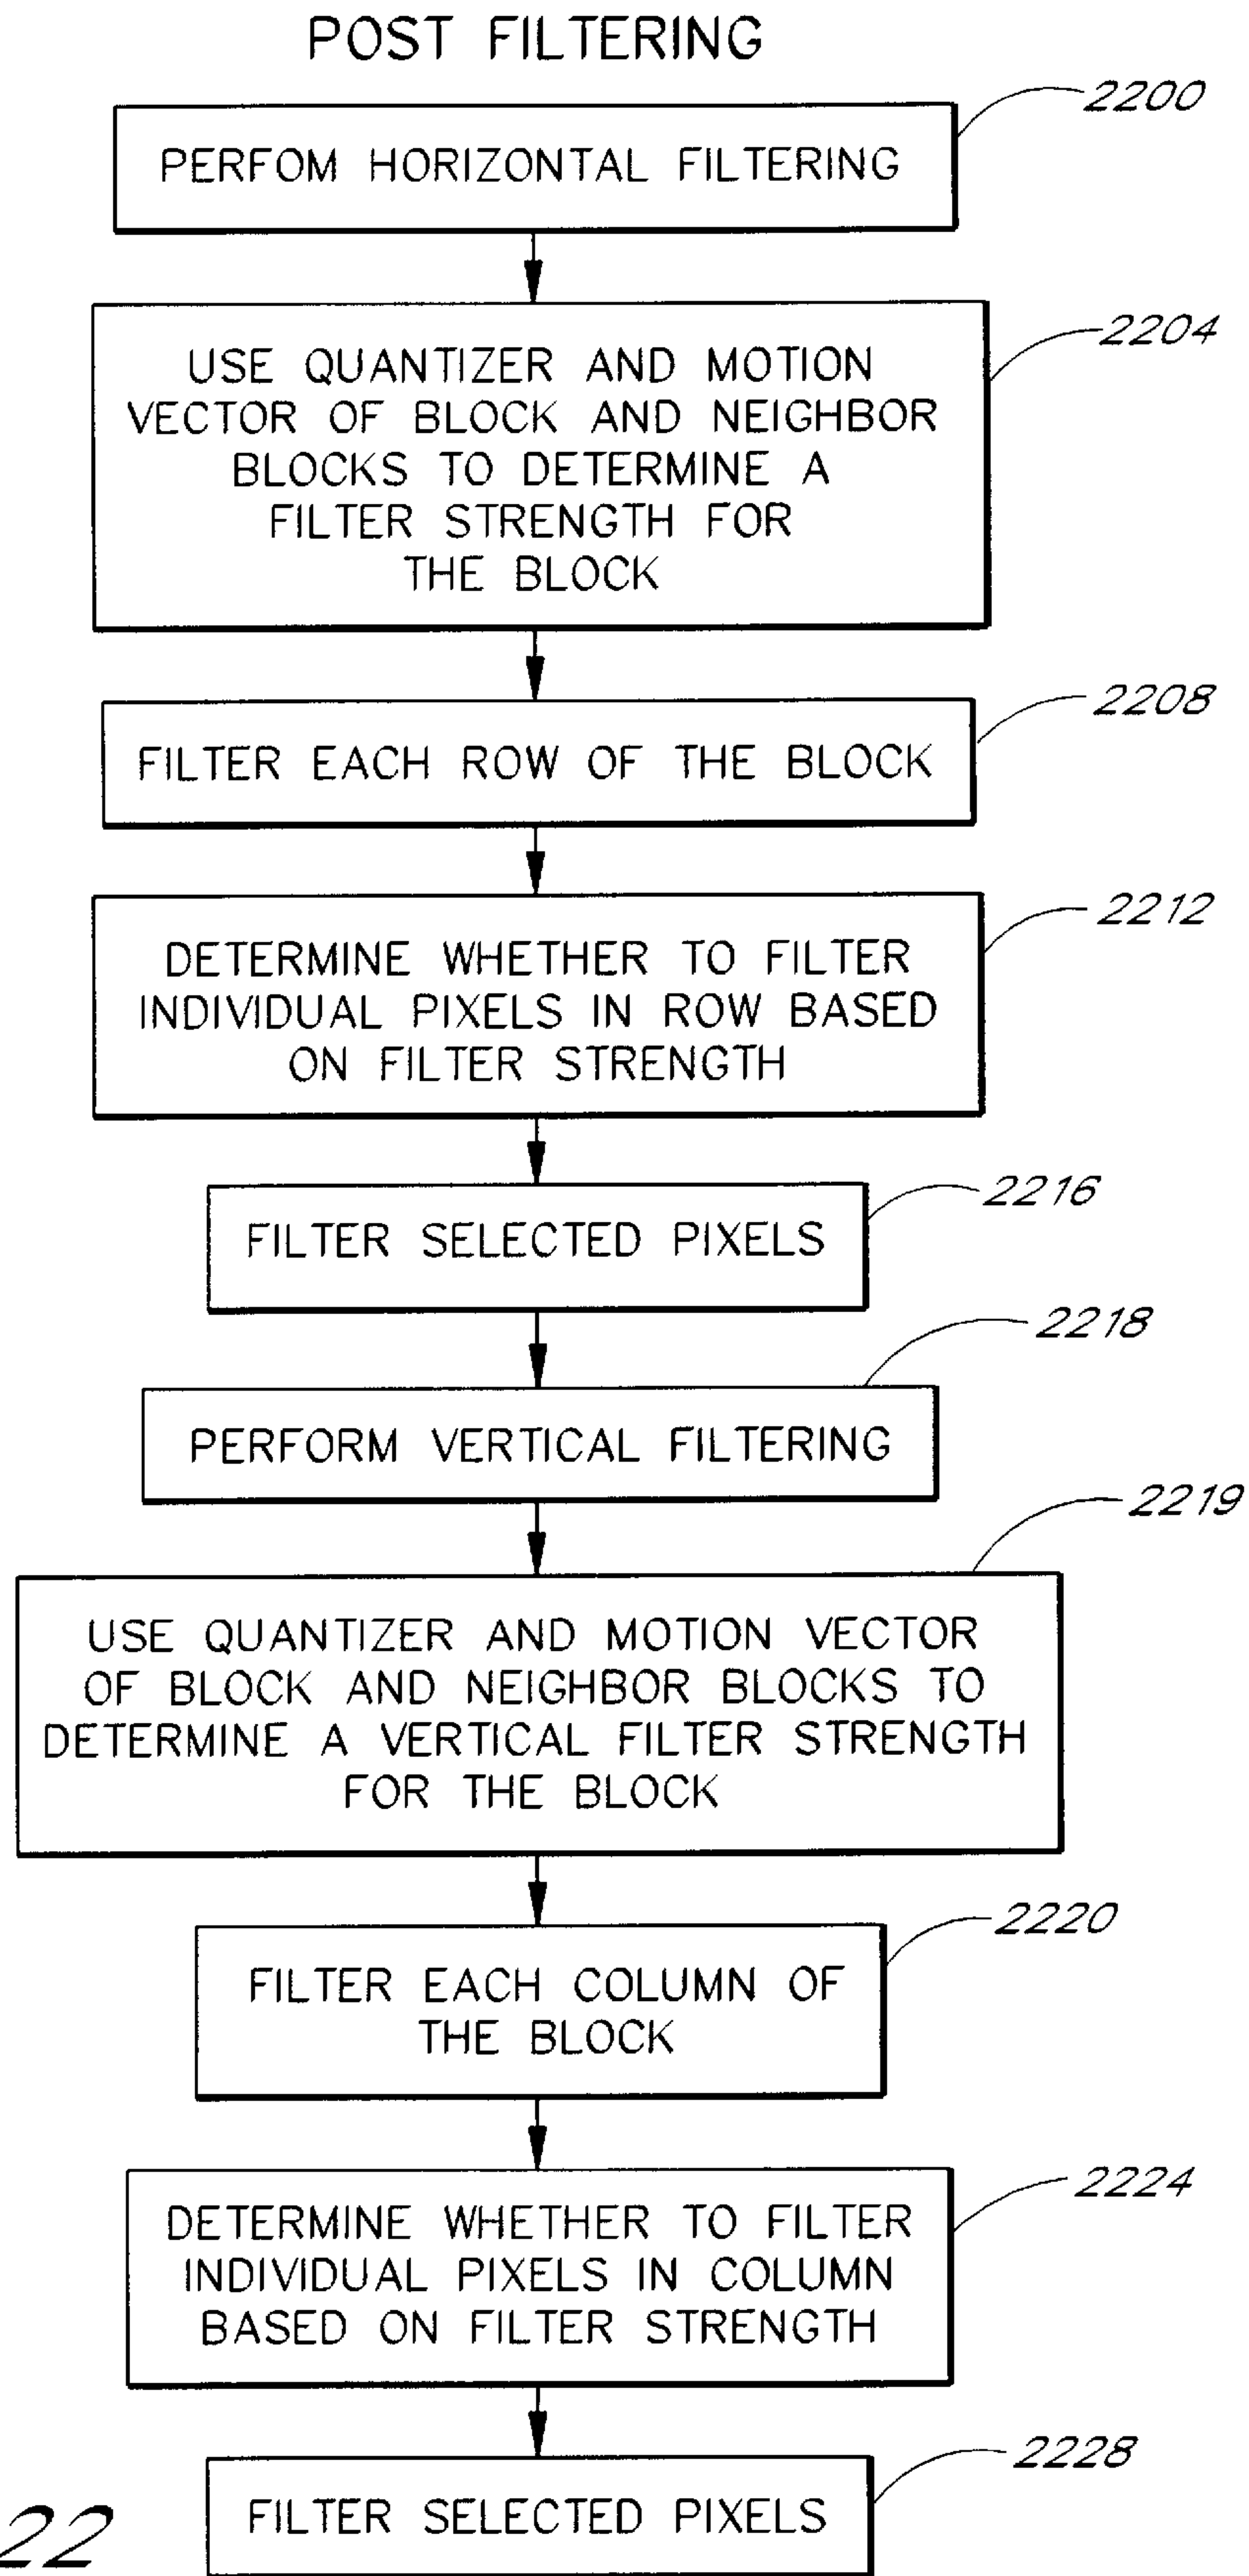 POST FILTERING
2200
PERFOM HORIZONTAL FILTERING
2204
USE QUANTIZER AND MOTION
VECTOR OF BLOCK AND NEIGHBOR
BLOCKS TO DETERMINE A
FILTER STRENGTH FOR
THE BLOCK
2208
FILTER EACH ROW OF THE BLOCK
2212
DETERMINE WHETHER TO FILTER
INDIVIDUAL PIXELS IN ROW BASED
ON FILTER STRENGTH
2216
FILTER SELECTED PIXELS
2218
PERFORM VERTICAL FILTERING
2219
USE QUANTIZER AND MOTION VECTOR
OF BLOCK AND NEIGHBOR BLOCKS TO
DETERMINE A VERTICAL FILTER STRENGTH
FOR THE BLOCK
2220
FILTER EACH COLUMN OF
THE BLOCK
2224
DETERMINE WHETHER TO FILTER
INDIVIDUAL PIXELS IN COLUMN
BASED ON FILTER STRENGTH
2228
FILTER SELECTED PIXELS
22